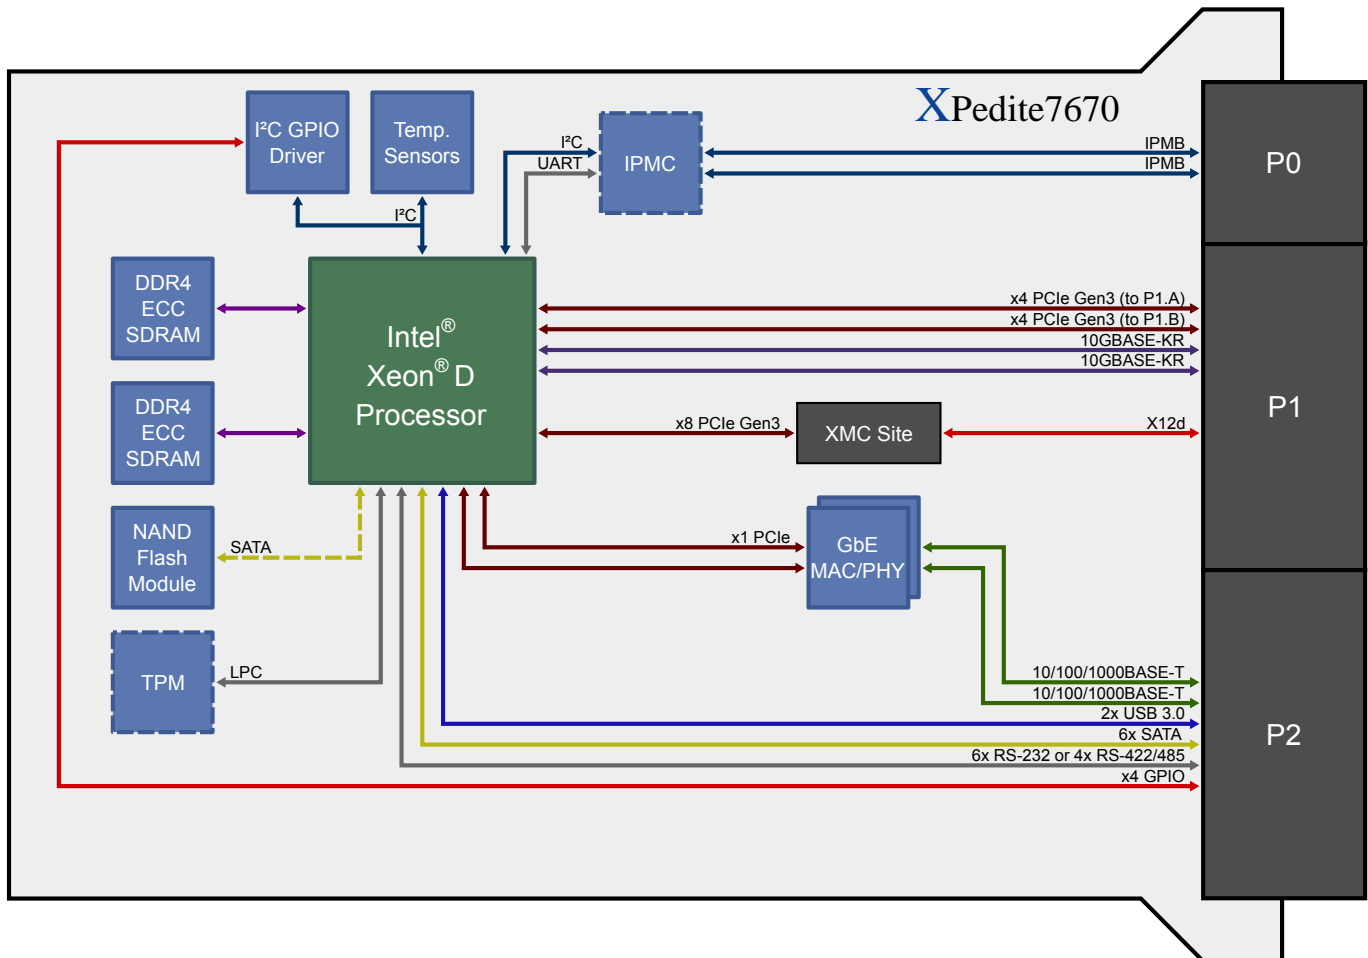 XPedite7670
I²C GPIO
Driver
Temp.
Sensors
I²C
I²C
UART
IPMC
IPMB
IPMB
P0
DDR4
ECC
SDRAM
Intel®
Xeon® D
Processor
x4 PCIe Gen3 (to P1.A)
x4 PCIe Gen3 (to P1.B)
10GBASE-KR
10GBASE-KR
P1
DDR4
ECC
SDRAM
x8 PCIe Gen3
XMC Site
X12d
NAND
Flash
Module
SATA
x1 PCIe
GbE
MAC/PHY
TPM
LPC
10/100/1000BASE-T
10/100/1000BASE-T
2x USB 3.0
6x SATA
6x RS-232 or 4x RS-422/485
x4 GPIO
P2